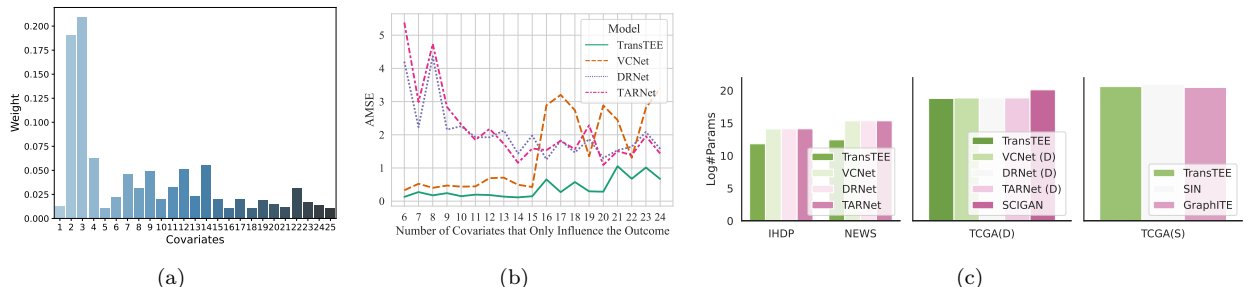 0.200
0.175
0.150
0.125
0.100
0.075
0.050
0.025
0.000
Weight
1 2 3 4 5 6 7 8 9 10 11 12 13 14 15 16 17 18 19 20 21 22 23 24 25
Covariates
(a)
5
4
3
2
1
0
AMSE
Model
TransTEE
VCNet
DRNet
TARNet
6 7 8 9 10 11 12 13 14 15 16 17 18 19 20 21 22 23 24
Number of Covariates that Only Influence the Outcome
(b)
20
15
10
5
0
Log#Params
TransTEE
VCNet
DRNet
TARNet
IHDP NEWS
TransTEE
VCNet (D)
DRNet (D)
TARNet (D)
SCIGAN
TCGA(D)
TransTEE
SIN
GraphITE
TCGA(S)
(c)